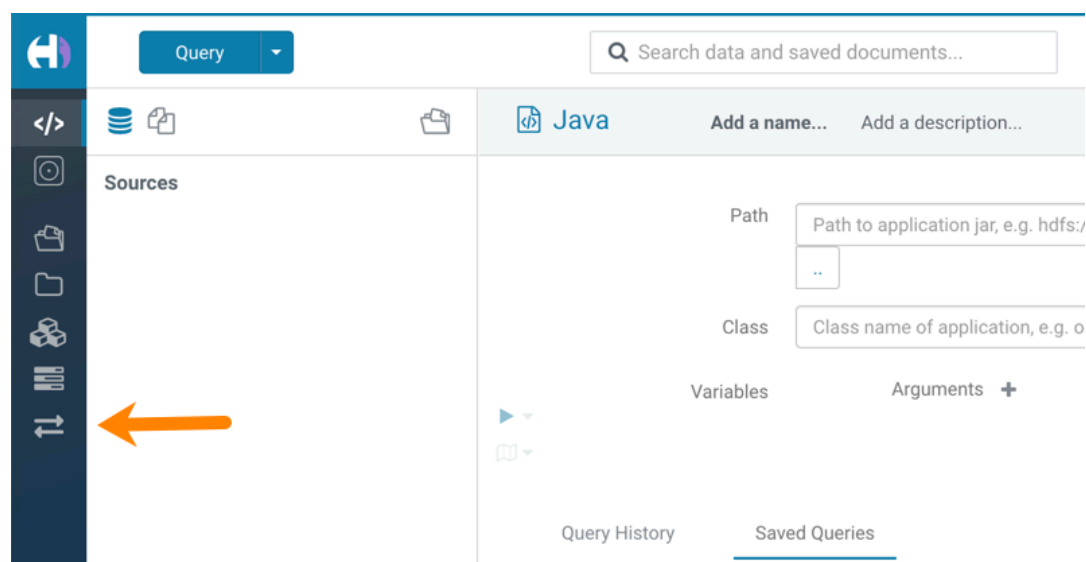 Query
Search data and saved documents...
Java Add a name... Add a description...
Sources
Path
Path to application jar, e.g. hdfs:/
..
Class
Class name of application, e.g. o
Variables
Arguments +
Query History
Saved Queries